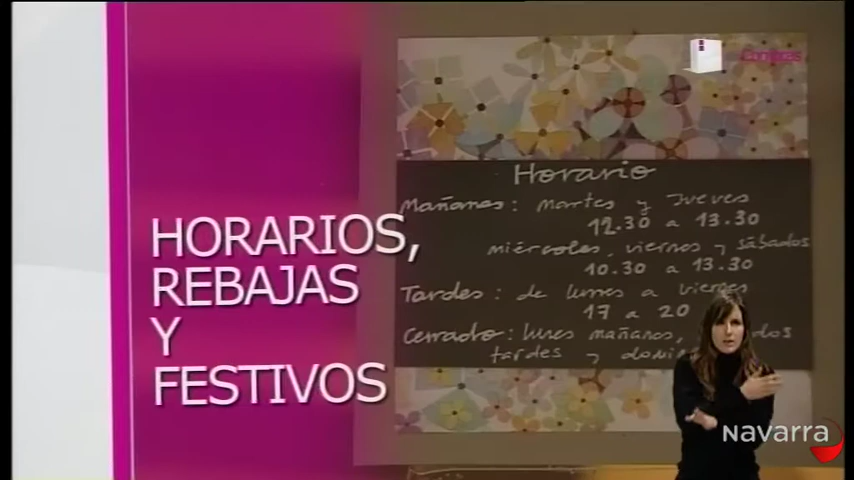 HORARIOS,
REBAJAS
Y
FESTIVOS
Horario
Mañanas: martes y Jueves
12.30 a 13.30
miércoles, viernes y sábados
10.30 a 13.30
Tardes: de lunes a viernes
17 a 20
Cerrado: lunes mañanas,
tardes y
Navarra